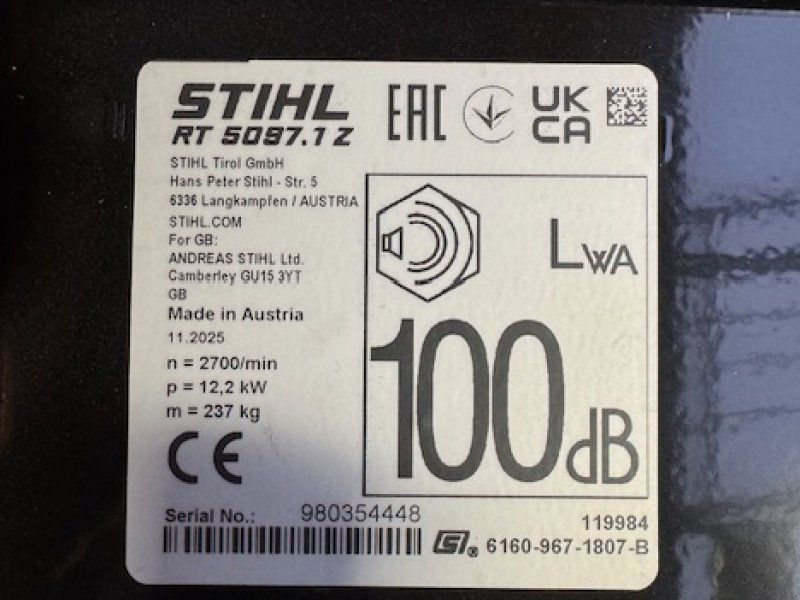 STIHL
RT 5097.1 Z
EAC
UK
CA
STIHL Tirol GmbH
Hans Peter Stihl - Str. 5
6336 Langkampfen / AUSTRIA
STIHL.COM
For GB:
ANDREAS STIHL Ltd.
Camberley GU15 3YT
GB
Made in Austria
11.2025
n = 2700/min
p = 12,2 kW
m = 237 kg
CE
LWA
100dB
Serial No.: 980354448
119984
® 6160-967-1807-B